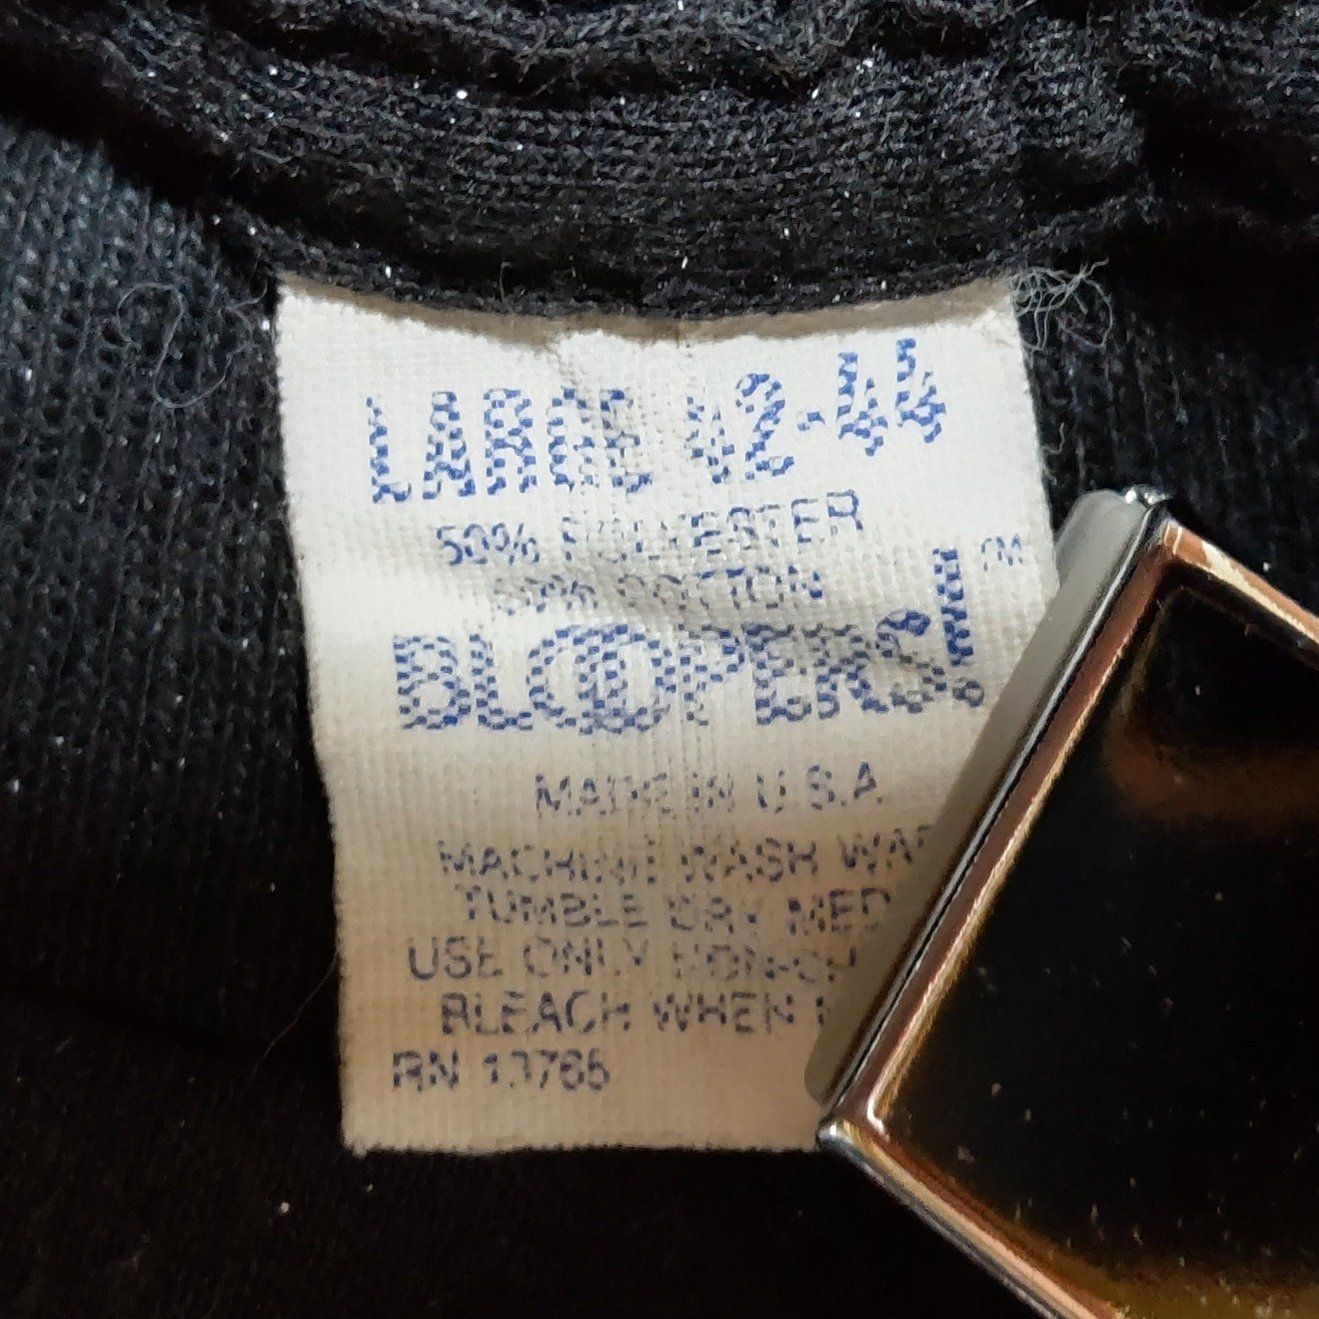 LARGE 42-44
50% POLYESTER
50% COTTON
BLOOPERS! TM
MADE IN U.S.A.
MACHINE WASH
TUMBLE DRY MED
USE ONLY
BLEACH WHEN
RN 13765